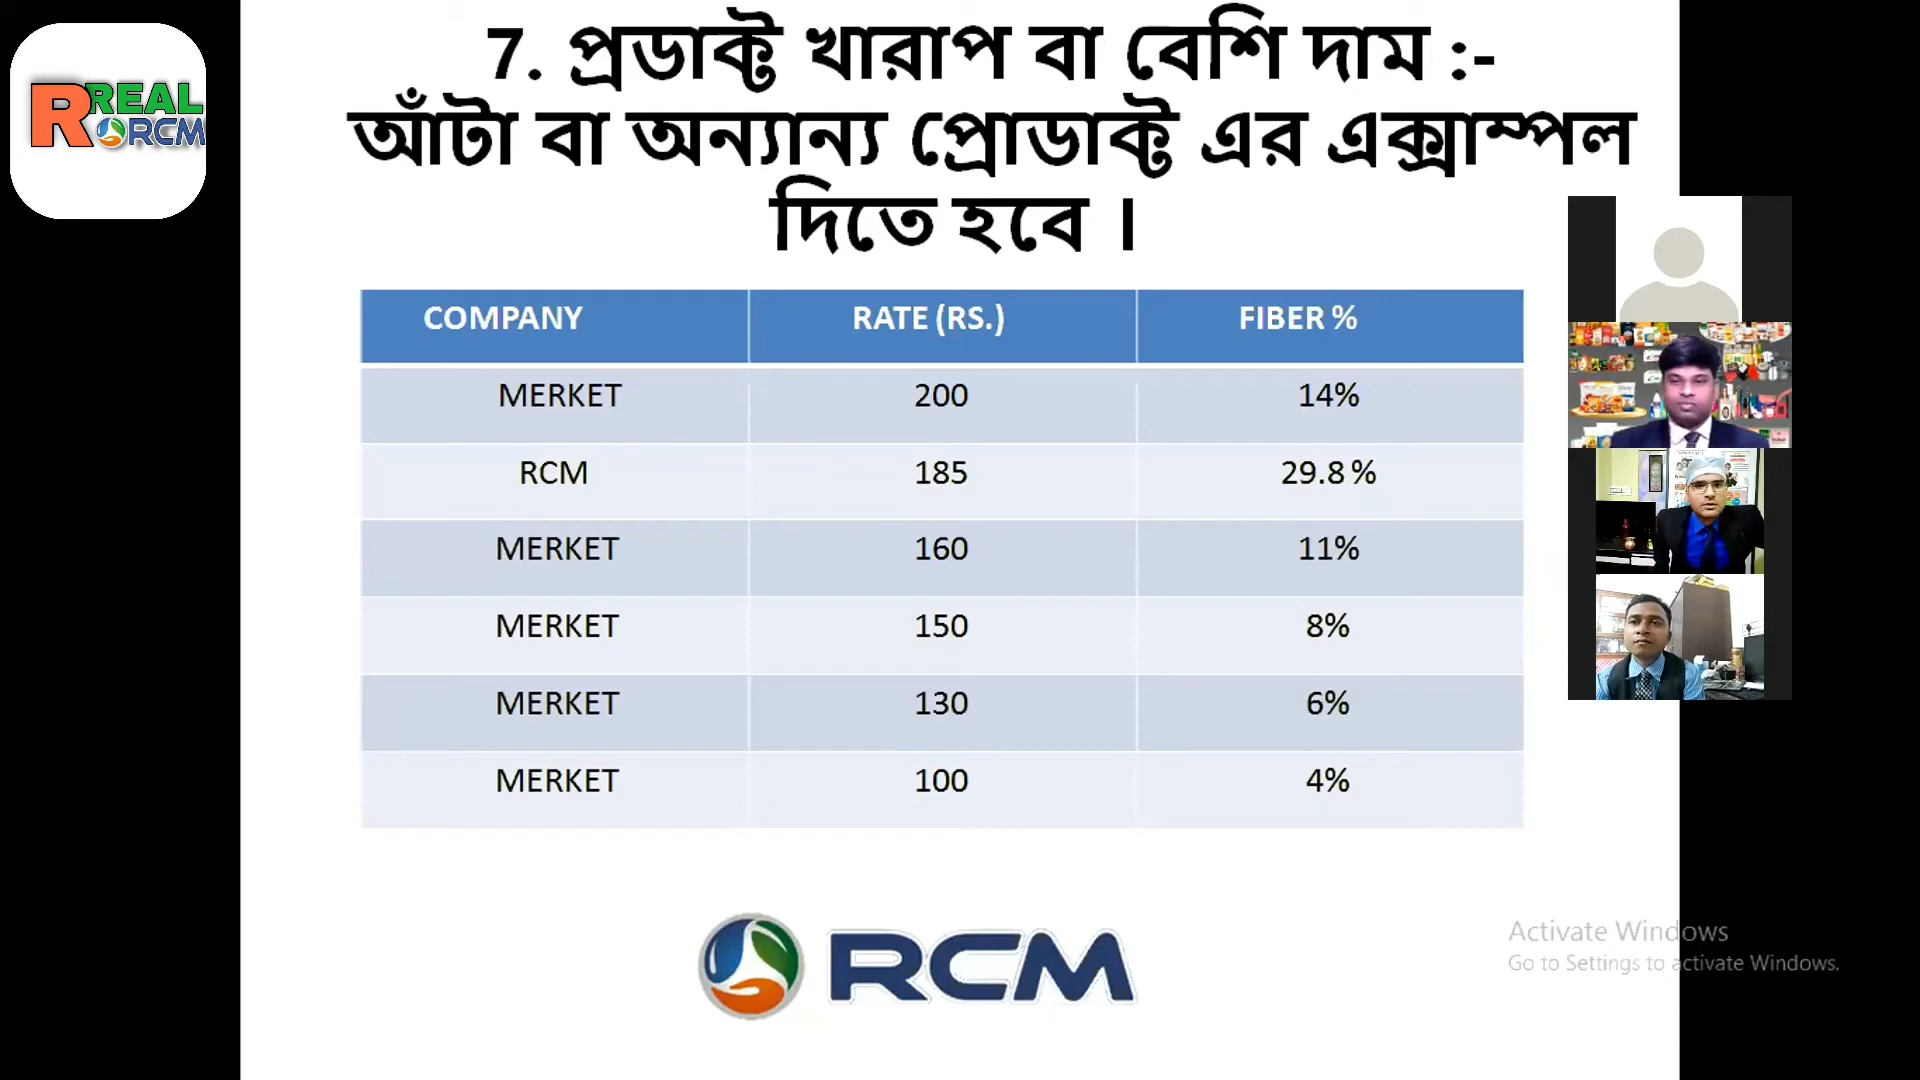 REAL
RCM
7. প্রডাক্ট খারাপ বা বেশি দাম :-
আঁটা বা অন্যান্য প্রোডাক্ট এর এক্সাম্পল
দিতে হবে ।
COMPANY RATE (RS.) FIBER %
MERKET 200 14%
RCM 185 29.8 %
MERKET 160 11%
MERKET 150 8%
MERKET 130 6%
MERKET 100 4%
RCM
Activate Windows
Go to Settings to activate Windows.